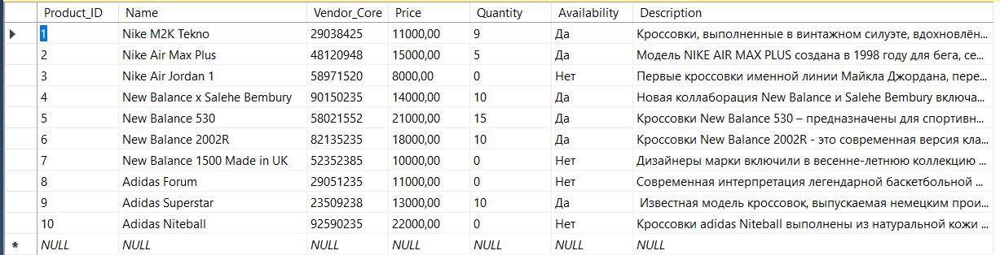 Product_ID Name Vendor_Core Price Quantity Availability Description
1 Nike M2K Tekno 29038425 11000,00 9 Да Кроссовки, выполненные в винтажном силуэте, вдохновлён...
2 Nike Air Max Plus 48120948 15000,00 5 Да Модель NIKE AIR MAX PLUS создана в 1998 году для бега, се...
3 Nike Air Jordan 1 58971520 8000,00 0 Нет Первые кроссовки именной линии Майкла Джордана, пере...
4 New Balance x Salehe Bembury 90150235 14000,00 10 Да Новая коллаборация New Balance и Salehe Bembury включа...
5 New Balance 530 58021552 21000,00 15 Да Кроссовки New Balance 530 – предназначены для спортивн...
6 New Balance 2002R 82135235 18000,00 10 Да Кроссовки New Balance 2002R - это современная версия кла...
7 New Balance 1500 Made in UK 52352385 10000,00 0 Нет Дизайнеры марки включили в весенне-летнюю коллекцию ...
8 Adidas Forum 29051235 11000,00 0 Нет Современная интерпретация легендарной баскетбольной ...
9 Adidas Superstar 23509238 13000,00 10 Да Известная модель кроссовок, выпускаемая немецким прои...
10 Adidas Niteball 92590235 22000,00 0 Нет Кроссовки adidas Niteball выполнены из натуральной кожи ...
NULL NULL NULL NULL NULL NULL NULL